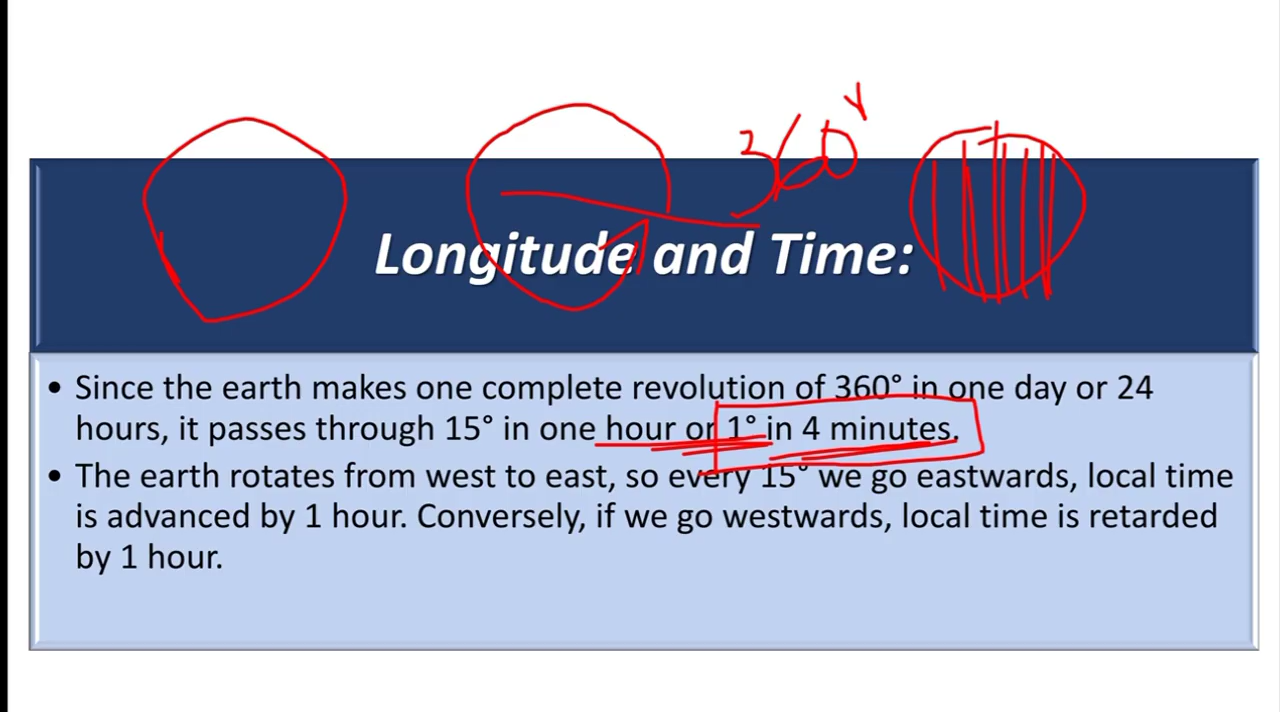 360°
Longitude and Time:
• Since the earth makes one complete revolution of 360° in one day or 24
hours, it passes through 15° in one hour or 1° in 4 minutes.
• The earth rotates from west to east, so every 15° we go eastwards, local time
is advanced by 1 hour. Conversely, if we go westwards, local time is retarded
by 1 hour.